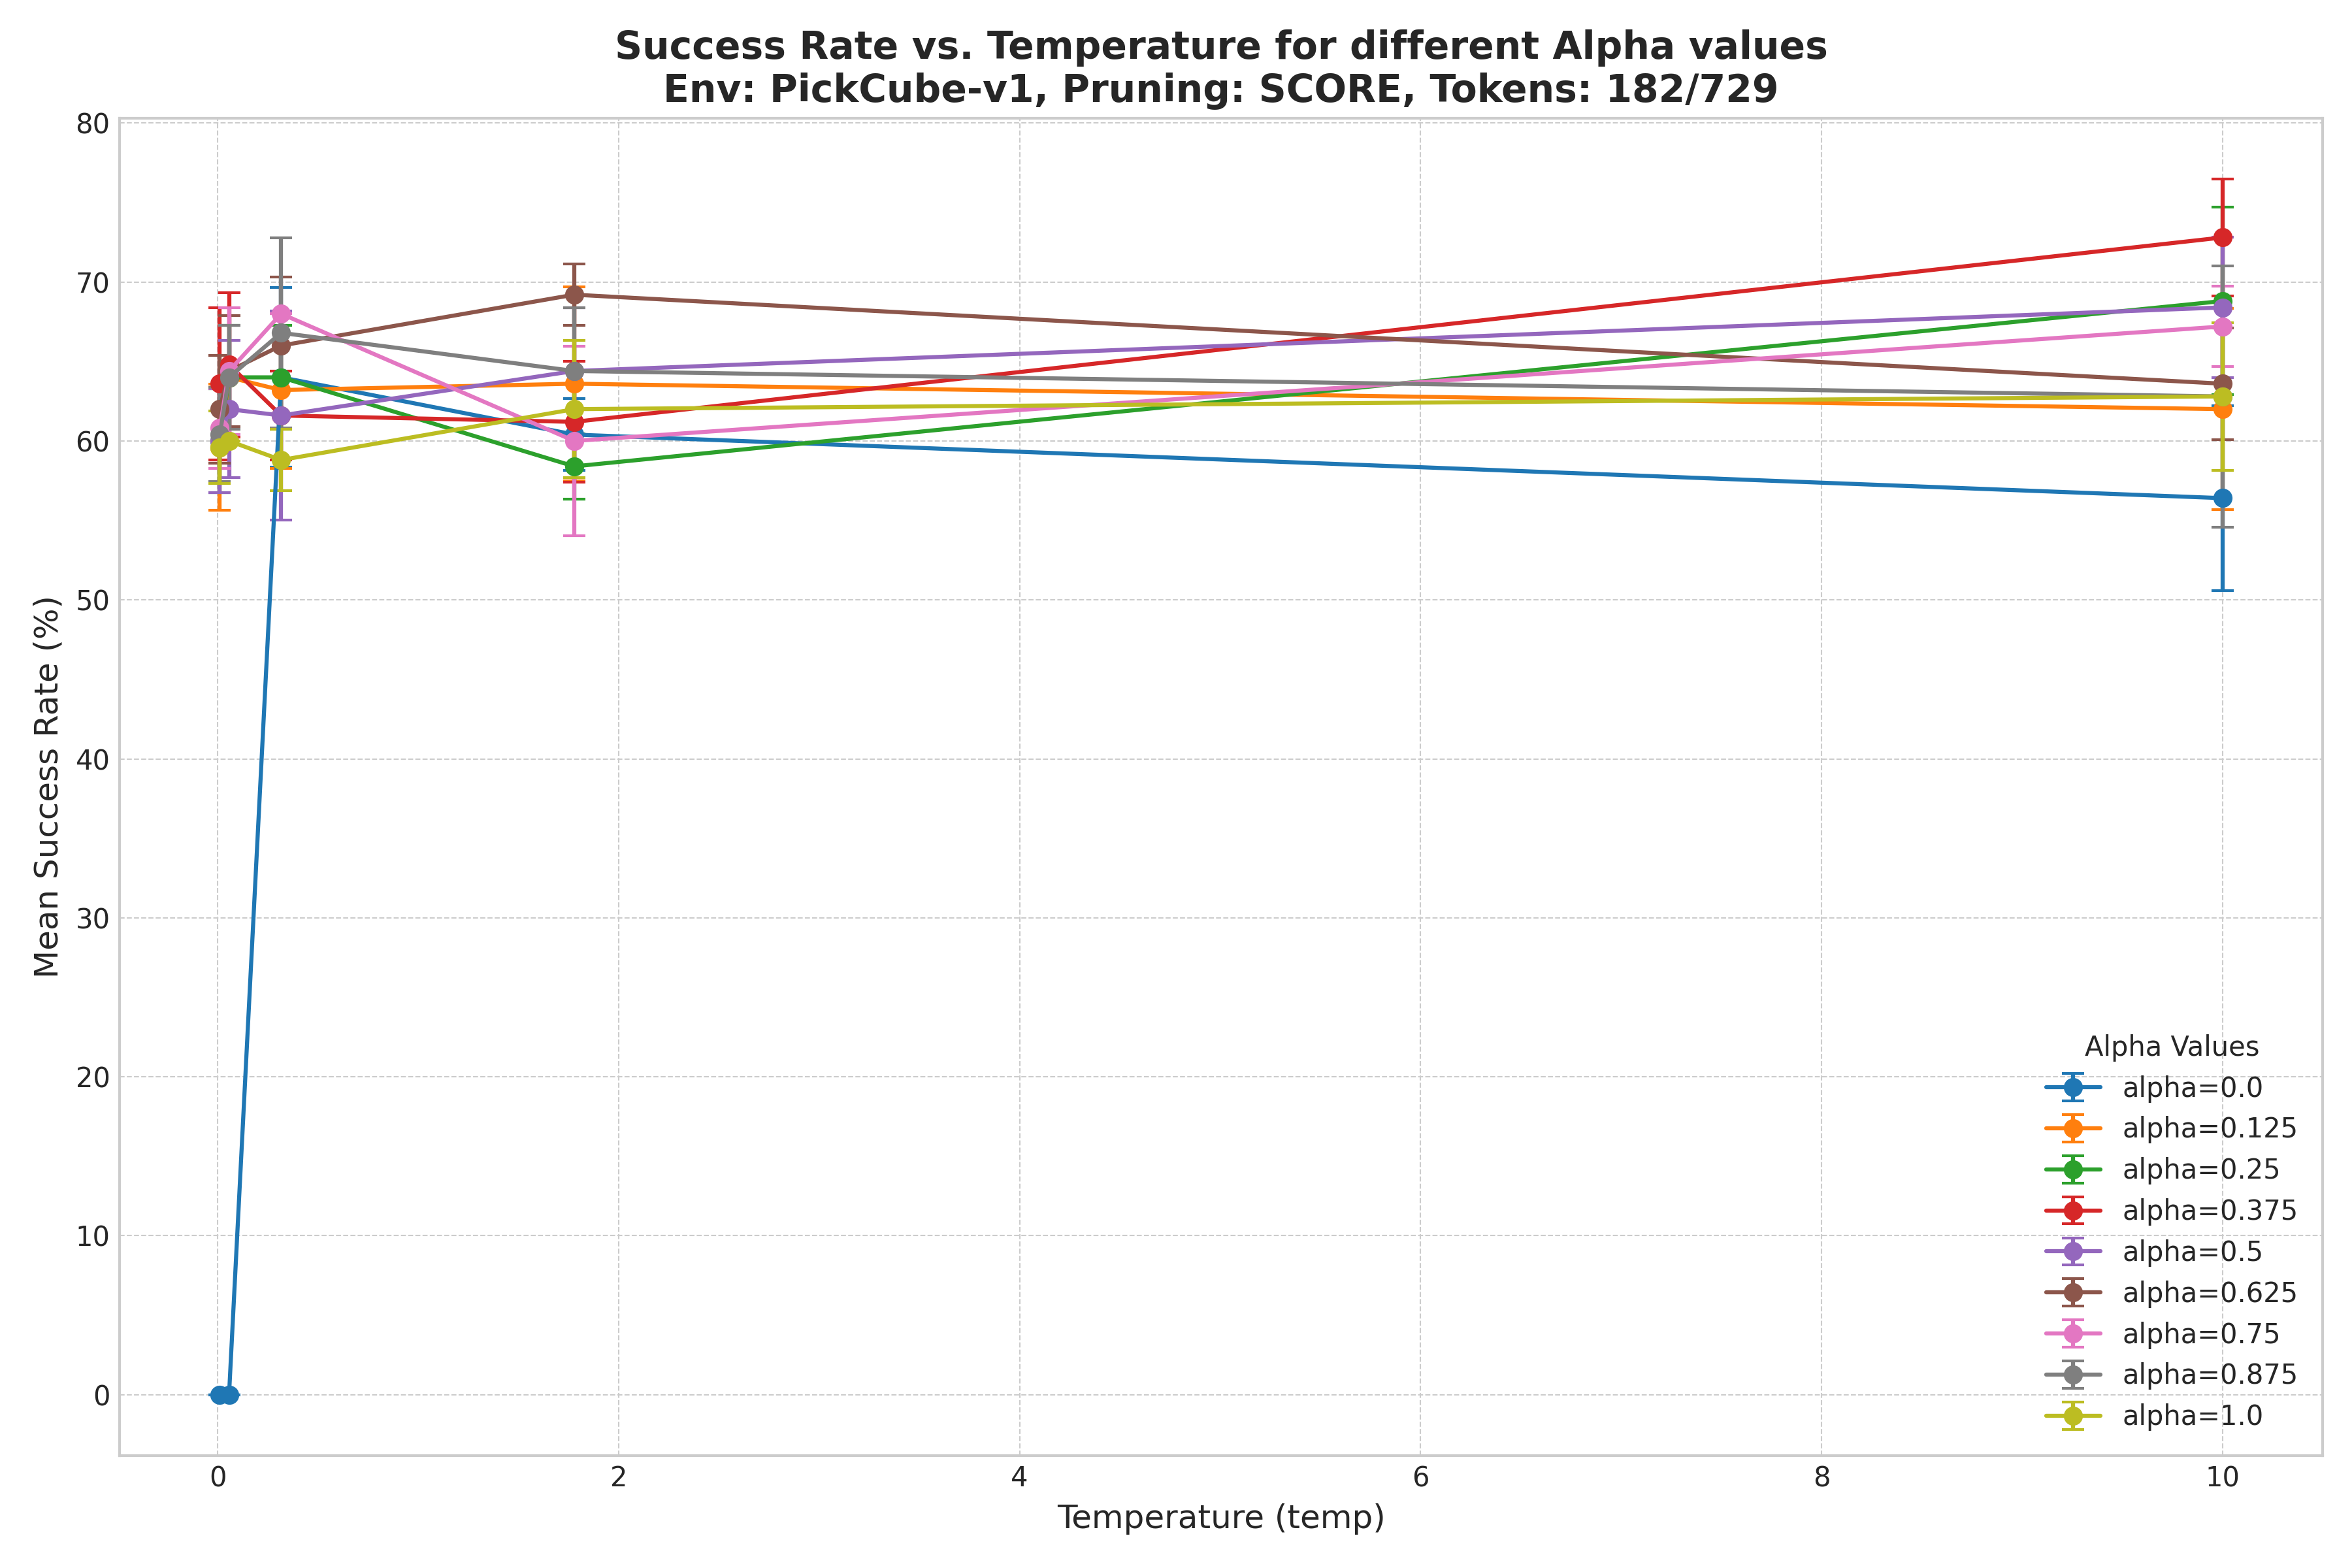 Success Rate vs. Temperature for different Alpha values
Env: PickCube-v1, Pruning: SCORE, Tokens: 182/729
Mean Success Rate (%)
80
70
60
50
40
30
20
10
0
0 2 4 6 8 10
Temperature (temp)
Alpha Values
alpha=0.0
alpha=0.125
alpha=0.25
alpha=0.375
alpha=0.5
alpha=0.625
alpha=0.75
alpha=0.875
alpha=1.0